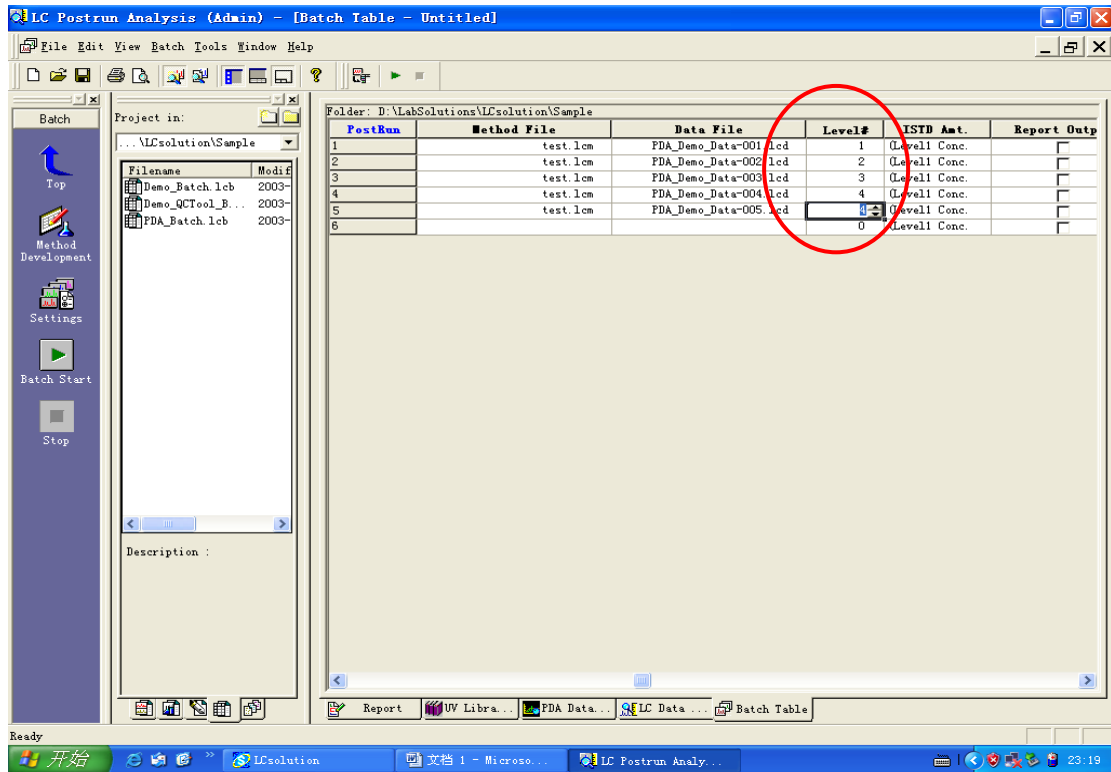 LC Postrun Analysis (Admin) - [Batch Table - Untitled]
File Edit View Batch Tools Window Help
Batch
Top
Method
Development
Settings
Batch Start
Stop
Project in:
...\LCsolution\Sample
Filename Modif
Demo_Batch.lcb 2003-
Demo_QCTool_B... 2003-
PDA_Batch.lcb 2003-
Description :
Folder: D:\LabSolutions\LCsolution\Sample
PostRun Method File Data File Level# ISTD Amt. Report Outp
1 test.lcm PDA_Demo_Data-001.lcd 1 (Level1 Conc.
2 test.lcm PDA_Demo_Data-002.lcd 2 (Level1 Conc.
3 test.lcm PDA_Demo_Data-003.lcd 3 (Level1 Conc.
4 test.lcm PDA_Demo_Data-004.lcd 4 (Level1 Conc.
5 test.lcm PDA_Demo_Data-005.lcd 4 (Level1 Conc.
6 0 (Level1 Conc.
Report UV Libra... PDA Data... LC Data ... Batch Table
Ready
开始 LCsolution 文档 1 - Microso... LC Postrun Analy... 23:19